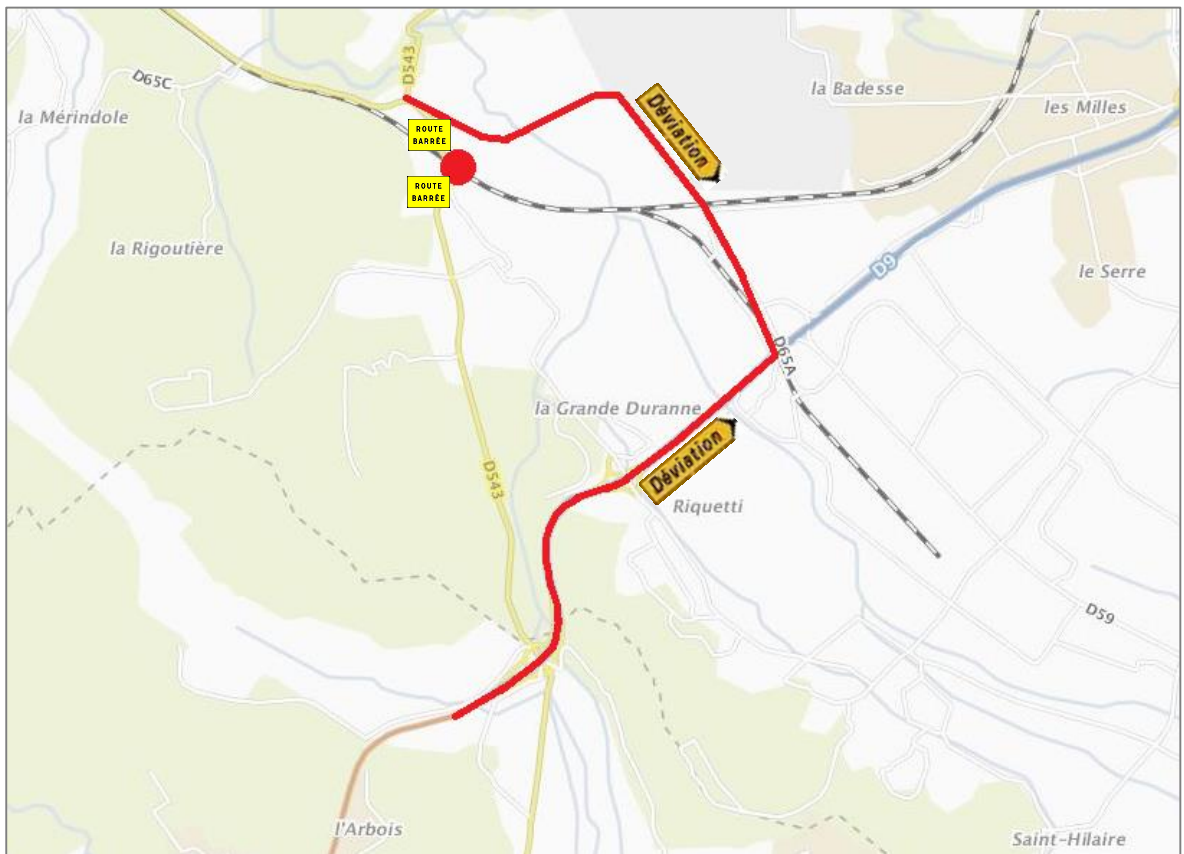 D543
D65C
la Mérindole
la Badesse
les Milles
Déviation
ROUTE
BARRÉE
ROUTE
BARRÉE
la Rigoutière
D9
le Serre
D65A
la Grande Duranne
Déviation
D543
Riquetti
D59
l'Arbois
Saint-Hilaire